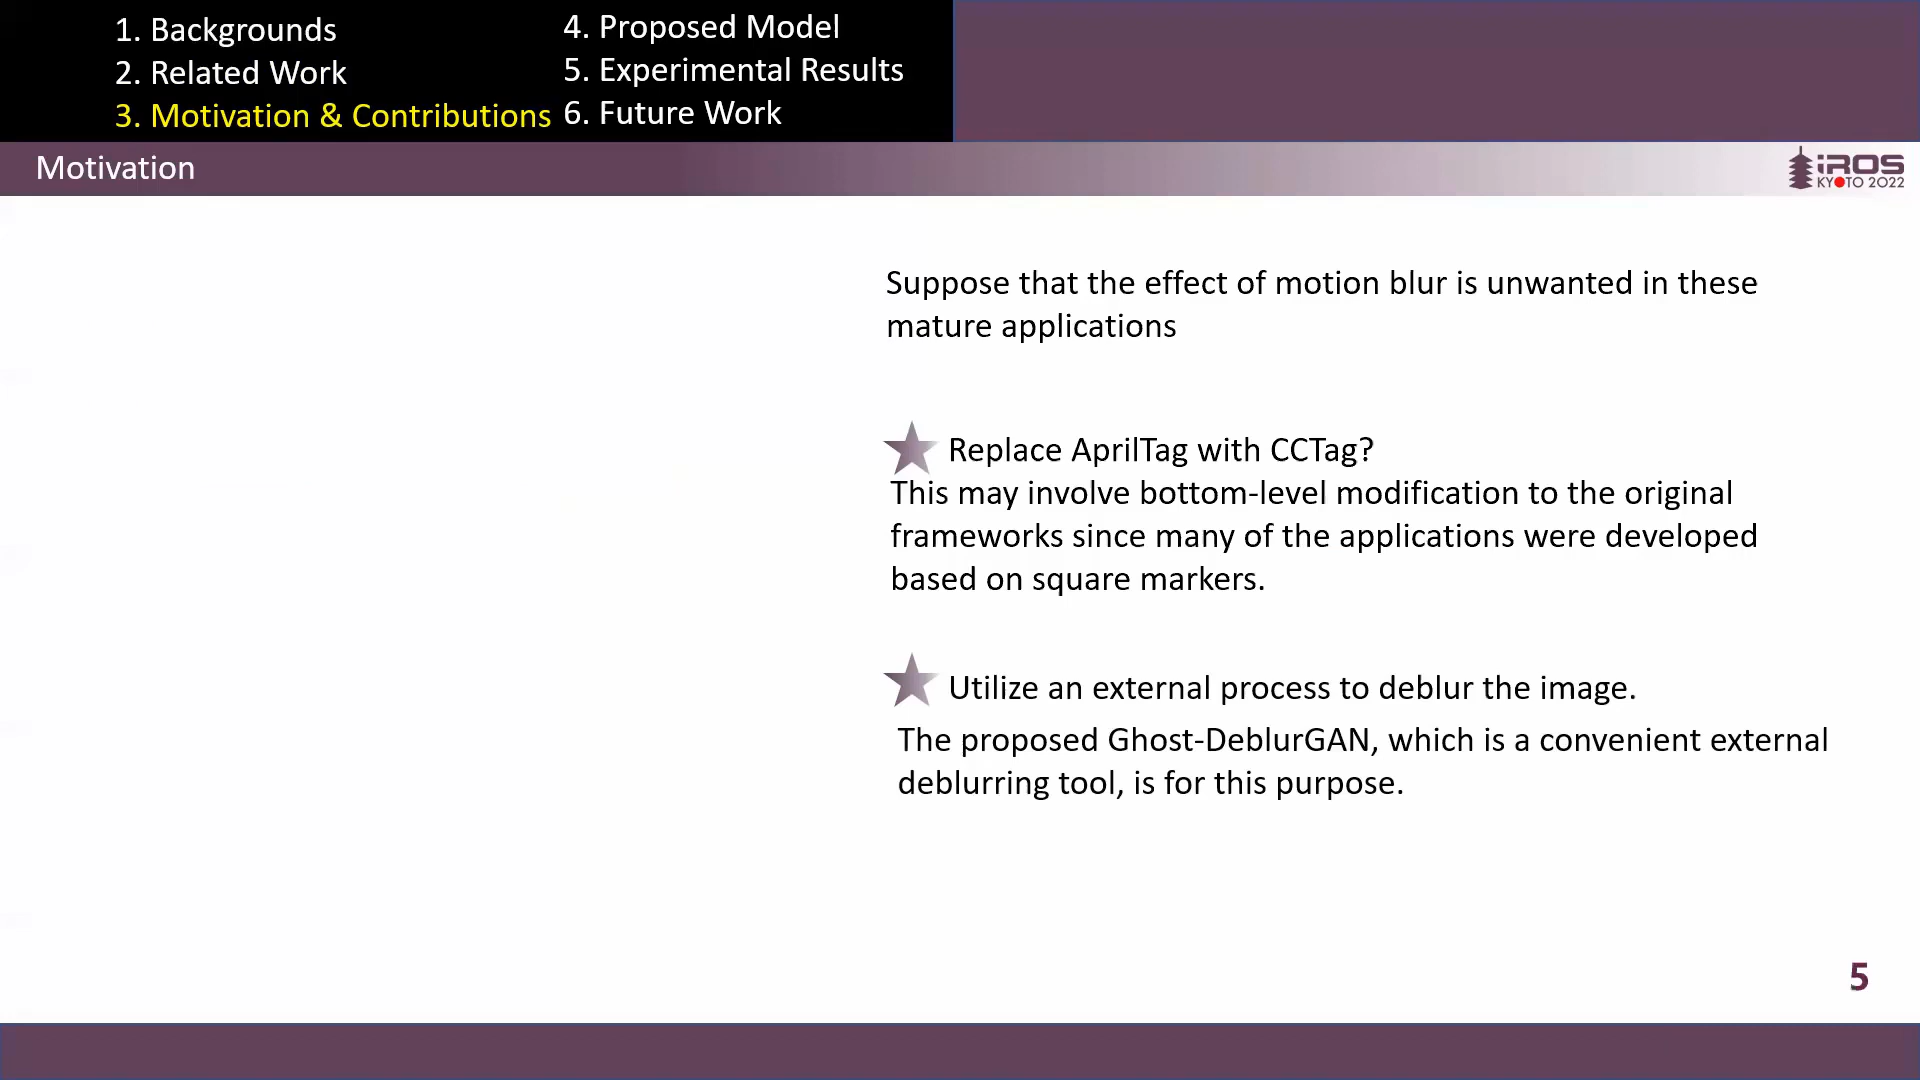 1. Backgrounds
2. Related Work
3. Motivation & Contributions
4. Proposed Model
5. Experimental Results
6. Future Work
Motivation
iROS
KYOTO 2022
Suppose that the effect of motion blur is unwanted in these
mature applications
Replace AprilTag with CCTag?
This may involve bottom-level modification to the original
frameworks since many of the applications were developed
based on square markers.
Utilize an external process to deblur the image.
The proposed Ghost-DeblurGAN, which is a convenient external
deblurring tool, is for this purpose.
5